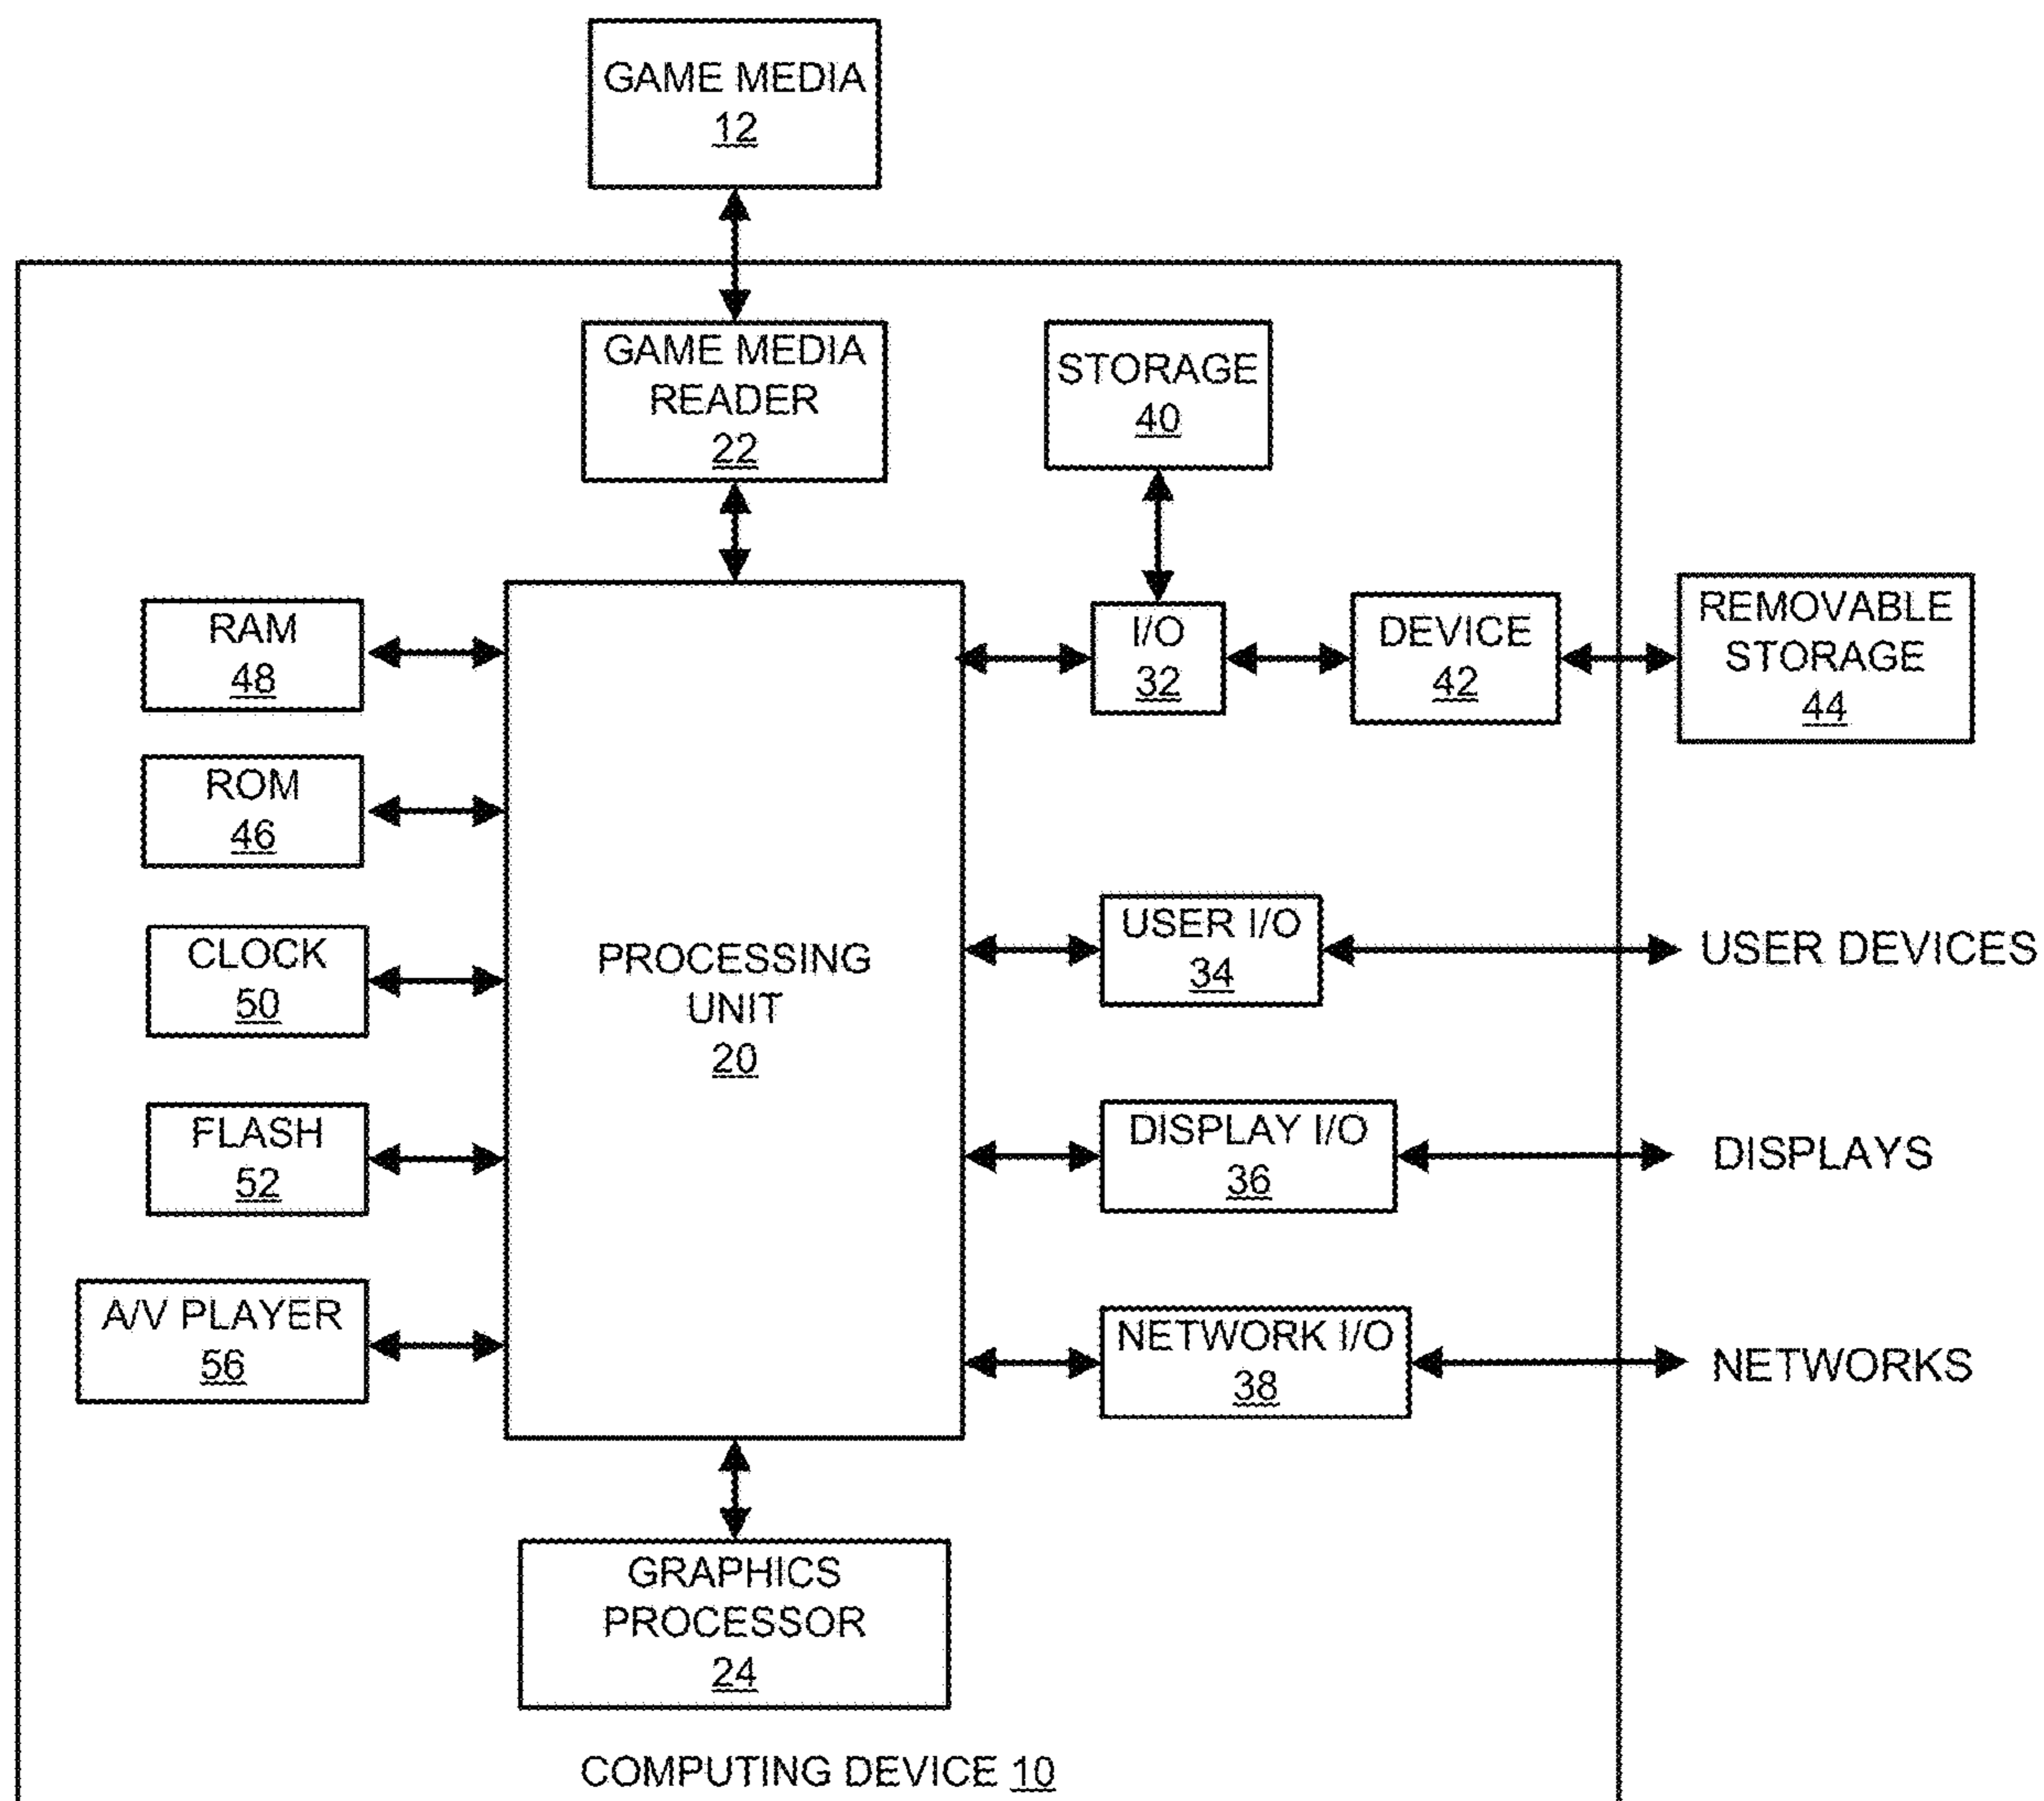 GAME MEDIA
12
GAME MEDIA
READER
22
STORAGE
40
RAM
48
I/O
32
DEVICE
42
REMOVABLE
STORAGE
44
ROM
46
CLOCK
50
PROCESSING
UNIT
20
USER I/O
34
USER DEVICES
FLASH
52
DISPLAY I/O
36
DISPLAYS
A/V PLAYER
56
NETWORK I/O
38
NETWORKS
GRAPHICS
PROCESSOR
24
COMPUTING DEVICE 10